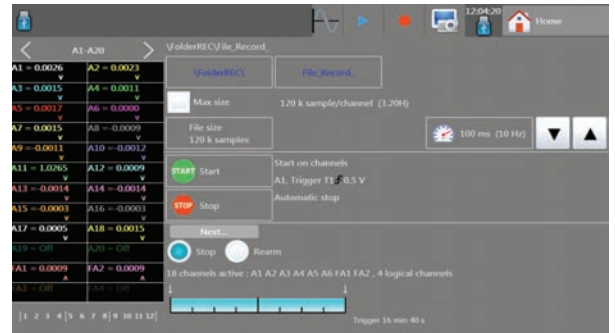 12:04:20
Home
A1-A20
\FolderREC\File_Record_
A1 = 0.0026 V
A2 = 0.0023 V
\FolderREC\
File_Record_
A3 = 0.0015 V
A4 = 0.0011 V
Max size
120 k sample/channel (3.20H)
A5 = 0.0017 V
A6 = 0.0000 V
A7 = 0.0015 V
A8 = -0.0009 V
File size
120 k samples
100 ms (10 Hz)
A9 = -0.0011 V
A10 = -0.0012 V
A11 = 1.0265 V
A12 = 0.0009 V
START Start
Start on channels
A1, Trigger T1 0.5 V
A13 = -0.0014 V
A14 = -0.0014 V
A15 = -0.0003 V
A16 = -0.0003 V
STOP Stop
Automatic stop
A17 = 0.0005 V
A18 = 0.0015 V
Next...
A19 = Off
A20 = Off
Stop
Rearm
FA1 = 0.0009 A
FA2 = 0.0009 A
18 channels active : A1 A2 A3 A4 A5 A6 FA1 FA2 , 4 logical channels
FA3 = Off
FA4 = Off
|1 2 3 4|5 6 7 8|9 10 11 12|
Trigger 16 min 40 s